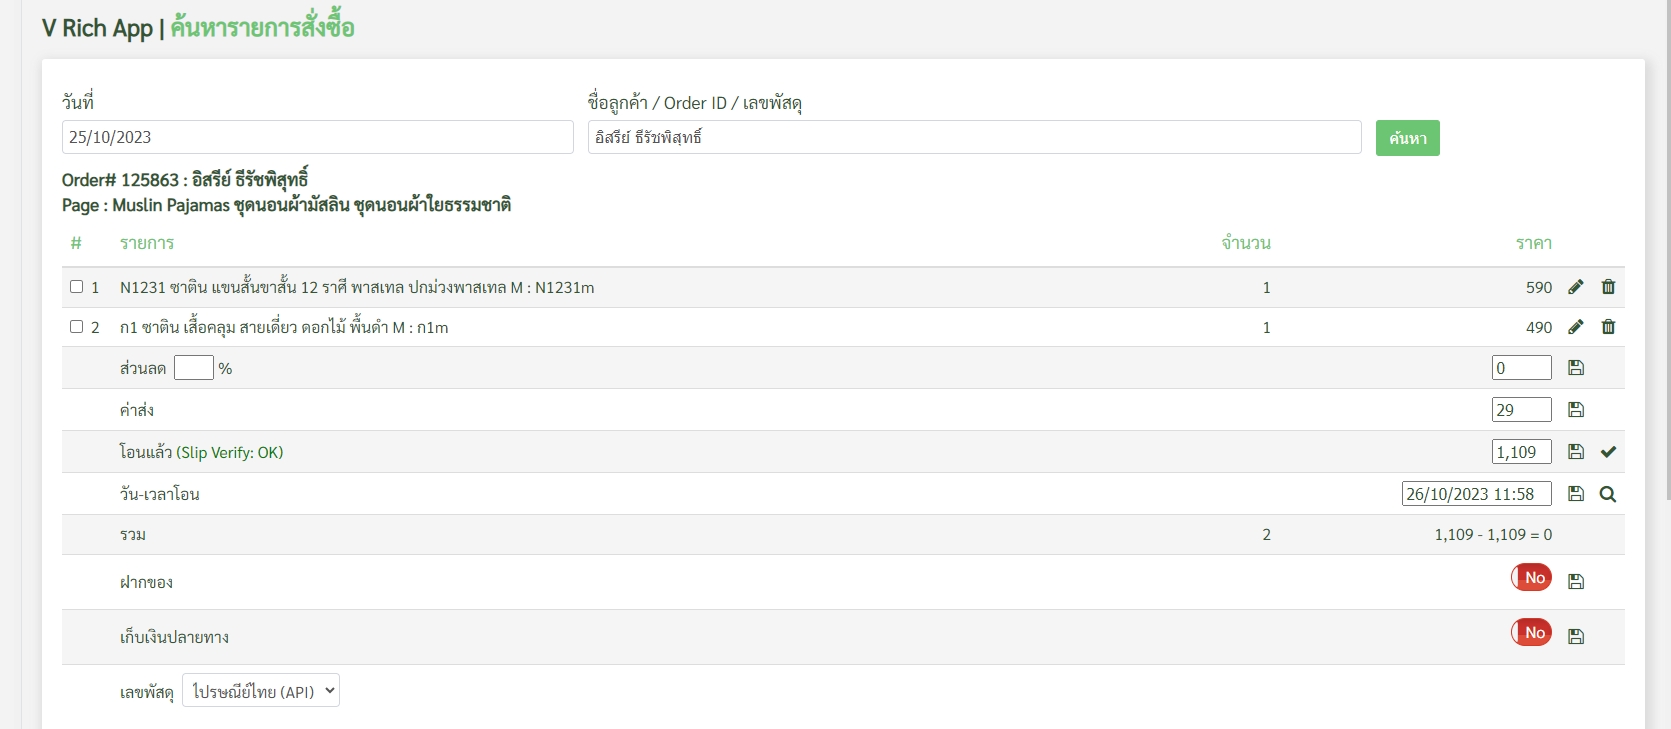 V Rich App | ค้นหารายการสั่งซื้อ
วันที่
ชื่อลูกค้า / Order ID / เลขพัสดุ
25/10/2023
อิสรีย์ ธีรัชพิสุทธิ์
ค้นหา
Order# 125863 : อิสรีย์ ธีรัชพิสุทธิ์
Page : Muslin Pajamas ชุดนอนผ้ามัสลิน ชุดนอนผ้าใยธรรมชาติ
# รายการ จำนวน ราคา
1 N1231 ซาติน แขนสั้นขาสั้น 12 ราศี พาสเทล ปกม่วงพาสเทล M : N1231m 1 590
2 ก1 ซาติน เสื้อคลุม สายเดี่ยว ดอกไม้ พื้นดำ M : ก1m 1 490
ส่วนลด % 0
ค่าส่ง 29
โอนแล้ว (Slip Verify: OK) 1,109
วัน-เวลาโอน 26/10/2023 11:58
รวม 2 1,109 - 1,109 = 0
ฝากของ No
เก็บเงินปลายทาง No
เลขพัสดุ ไปรษณีย์ไทย (API)